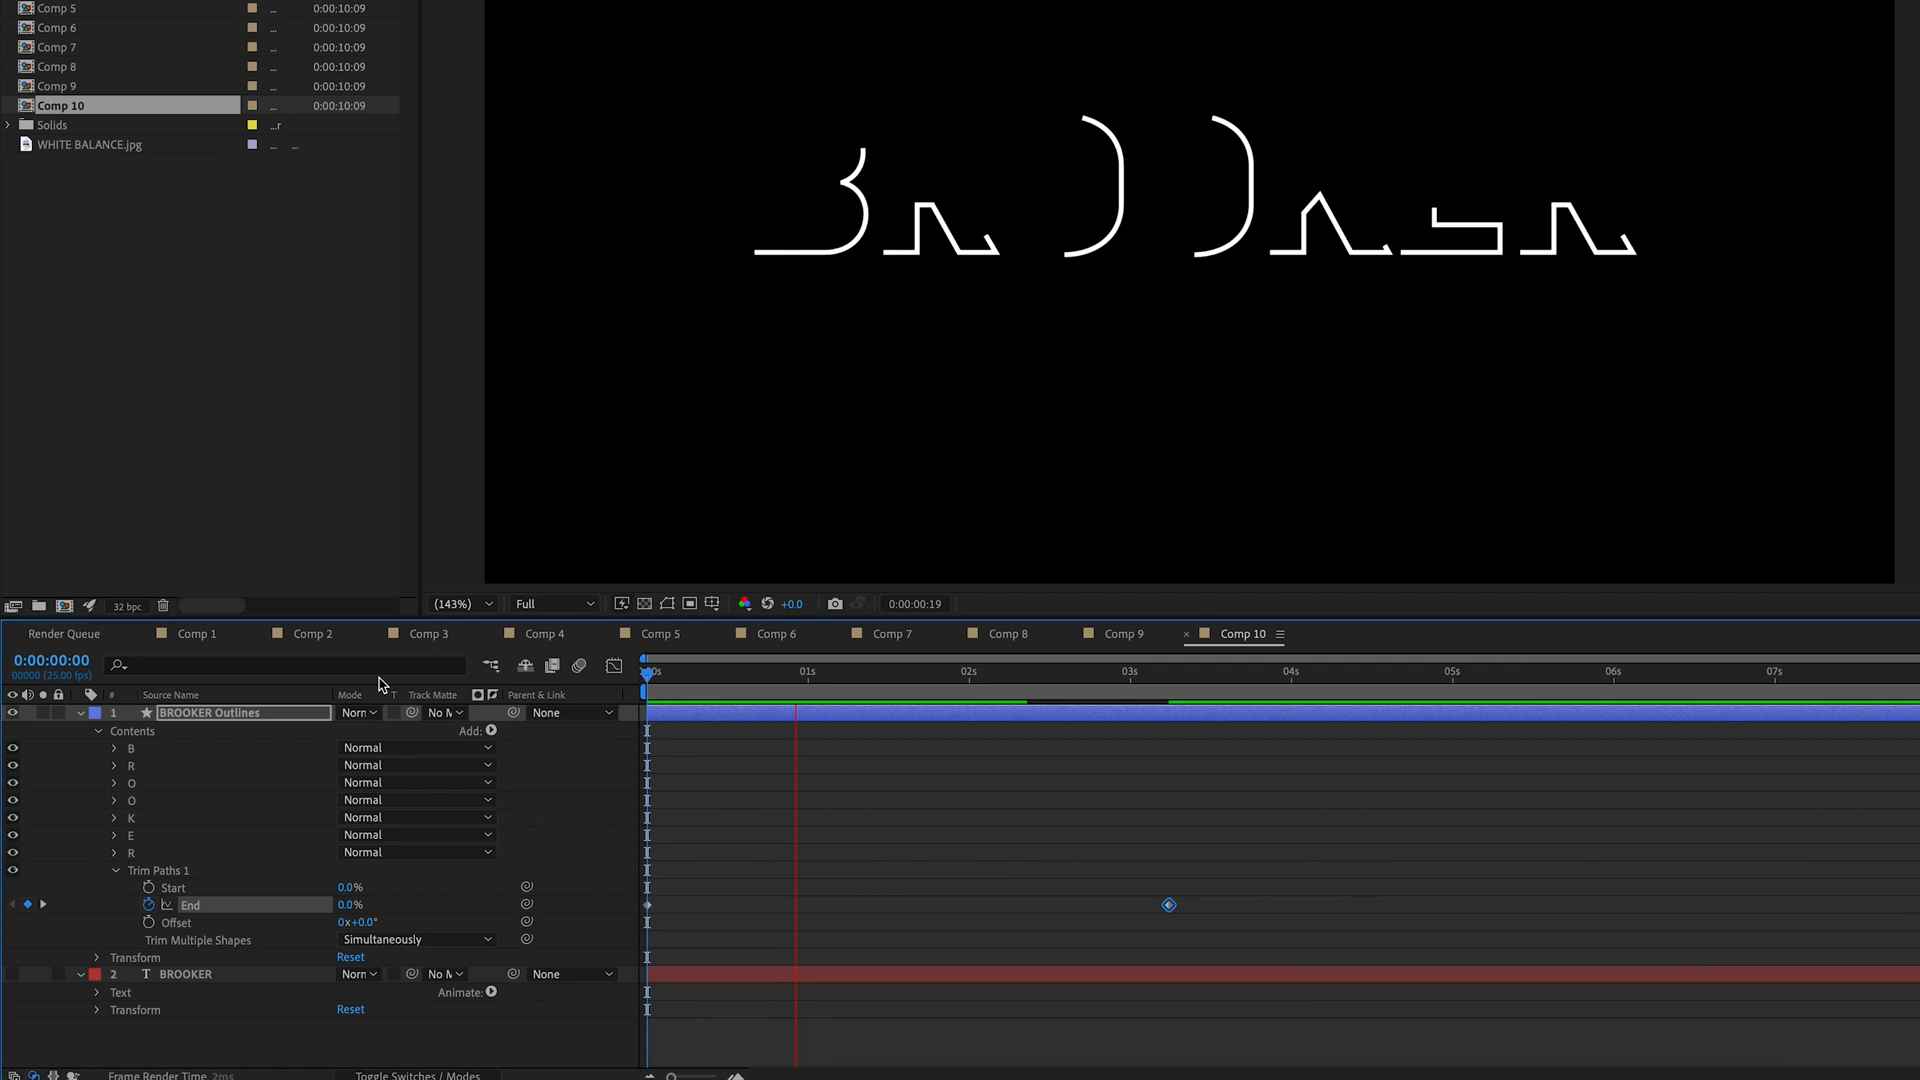 Comp 5 ... 0:00:10:09
Comp 6 ... 0:00:10:09
Comp 7 ... 0:00:10:09
Comp 8 ... 0:00:10:09
Comp 9 ... 0:00:10:09
Comp 10 ... 0:00:10:09
Solids ...r
WHITE BALANCE.jpg ... ...
32 bpc
(143%) Full +0.0 0:00:00:19
Render Queue Comp 1 Comp 2 Comp 3 Comp 4 Comp 5 Comp 6 Comp 7 Comp 8 Comp 9 × Comp 10
0:00:00:00
00000 (25.00 fps)
01s 02s 03s 04s 05s 06s 07s
# Source Name Mode T Track Matte Parent & Link
1 BROOKER Outlines Norr No M None
Contents Add:
B Normal
R Normal
O Normal
O Normal
K Normal
E Normal
R Normal
Trim Paths 1
Start 0.0%
End 0.0%
Offset 0x+0.0°
Trim Multiple Shapes Simultaneously
Transform Reset
2 T BROOKER Norr No M None
Text Animate:
Transform Reset
Frame Render Time 2ms Toggle Switches / Modes